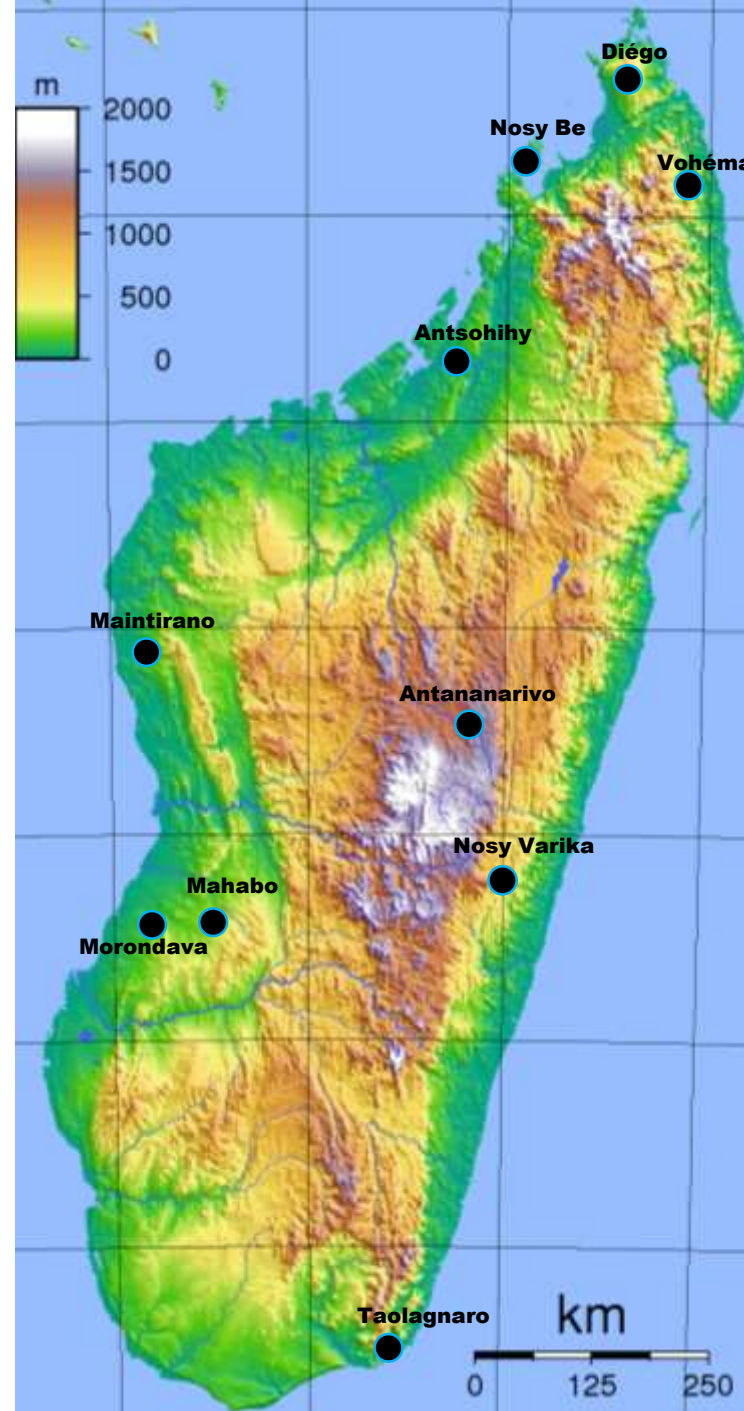 Diégo
m
2000
Nosy Be
1500
Vohéma
1000
500
Antsohihy
0
Maintirano
Antananarivo
Nosy Varika
Mahabo
Morondava
km
Taolagnaro
0 125 250